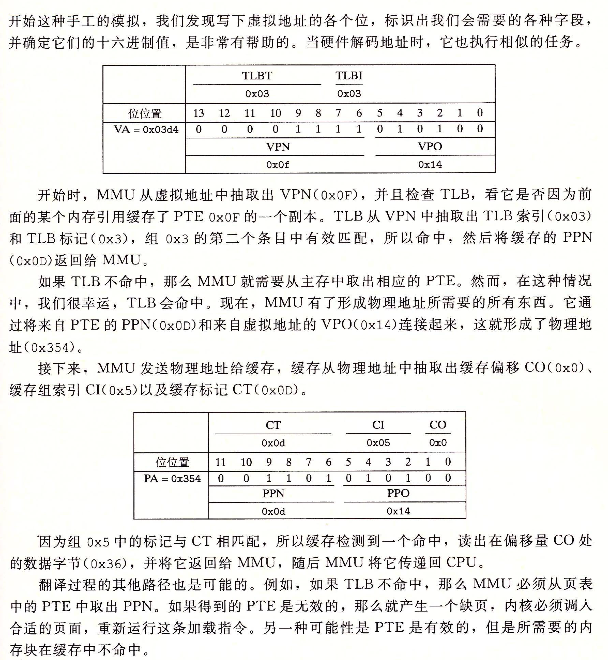 开始这种手工的模拟，我们发现写下虚拟地址的各个位，标识出我们会需要的各种字段，
并确定它们的十六进制值，是非常有帮助的。当硬件解码地址时，它也执行相似的任务。
TLBT TLBI
0x03 0x03
位位置 13 12 11 10 9 8 7 6 5 4 3 2 1 0
VA = 0x03d4 0 0 0 0 1 1 1 1 0 1 0 1 0 0
VPN VPO
0x0f 0x14
开始时，MMU 从虚拟地址中抽取出 VPN(0x0F)，并且检查 TLB，看它是否因为前
面的某个内存引用缓存了 PTE 0x0F 的一个副本。TLB 从 VPN 中抽取出 TLB 索引(0x03)
和 TLB 标记(0x3)，组 0x3 的第二个条目中有效匹配，所以命中，然后将缓存的 PPN
(0x0D)返回给 MMU。
如果 TLB 不命中，那么 MMU 就需要从主存中取出相应的 PTE。然而，在这种情况
中，我们很幸运，TLB 会命中。现在，MMU 有了形成物理地址所需要的所有东西。它通
过将来自 PTE 的 PPN(0x0D)和来自虚拟地址的 VPO(0x14)连接起来，这就形成了物理地
址(0x354)。
接下来，MMU 发送物理地址给缓存，缓存从物理地址中抽取出缓存偏移 CO(0x0)、
缓存组索引 CI(0x5)以及缓存标记 CT(0x0D)。
CT CI CO
0x0d 0x05 0x0
位位置 11 10 9 8 7 6 5 4 3 2 1 0
PA = 0x354 0 0 1 1 0 1 0 1 0 1 0 0
PPN PPO
0x0d 0x14
因为组 0x5 中的标记与 CT 相匹配，所以缓存检测到一个命中，读出在偏移量 CO 处
的数据字节(0x36)，并将它返回给 MMU，随后 MMU 将它传递回 CPU。
翻译过程的其他路径也是可能的。例如，如果 TLB 不命中，那么 MMU 必须从页表
中的 PTE 中取出 PPN。如果得到的 PTE 是无效的，那么就产生一个缺页，内核必须调入
合适的页面，重新运行这条加载指令。另一种可能性是 PTE 是有效的，但是所需要的内
存块在缓存中不命中。